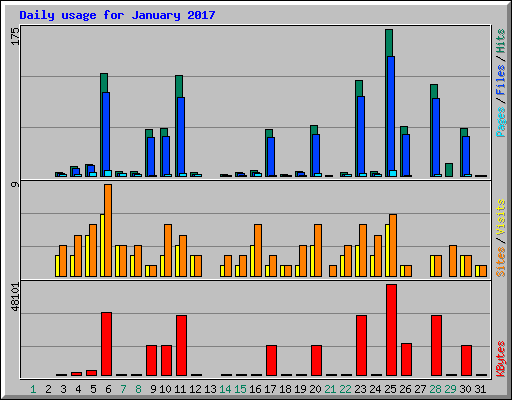 Daily usage for January 2017
175
Pages / Files / Hits
9
Sites / Visits
48101
KBytes
1 2 3 4 5 6 7 8 9 10 11 12 13 14 15 16 17 18 19 20 21 22 23 24 25 26 27 28 29 30 31